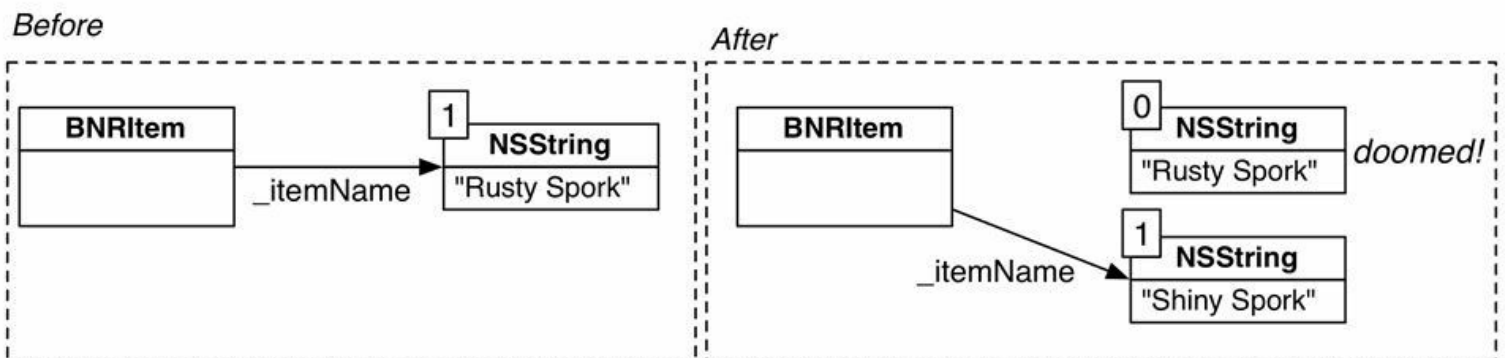 Before
BNRItem
1
NSString
"Rusty Spork"
_itemName
After
BNRItem
0
NSString
"Rusty Spork"
doomed!
_itemName
1
NSString
"Shiny Spork"